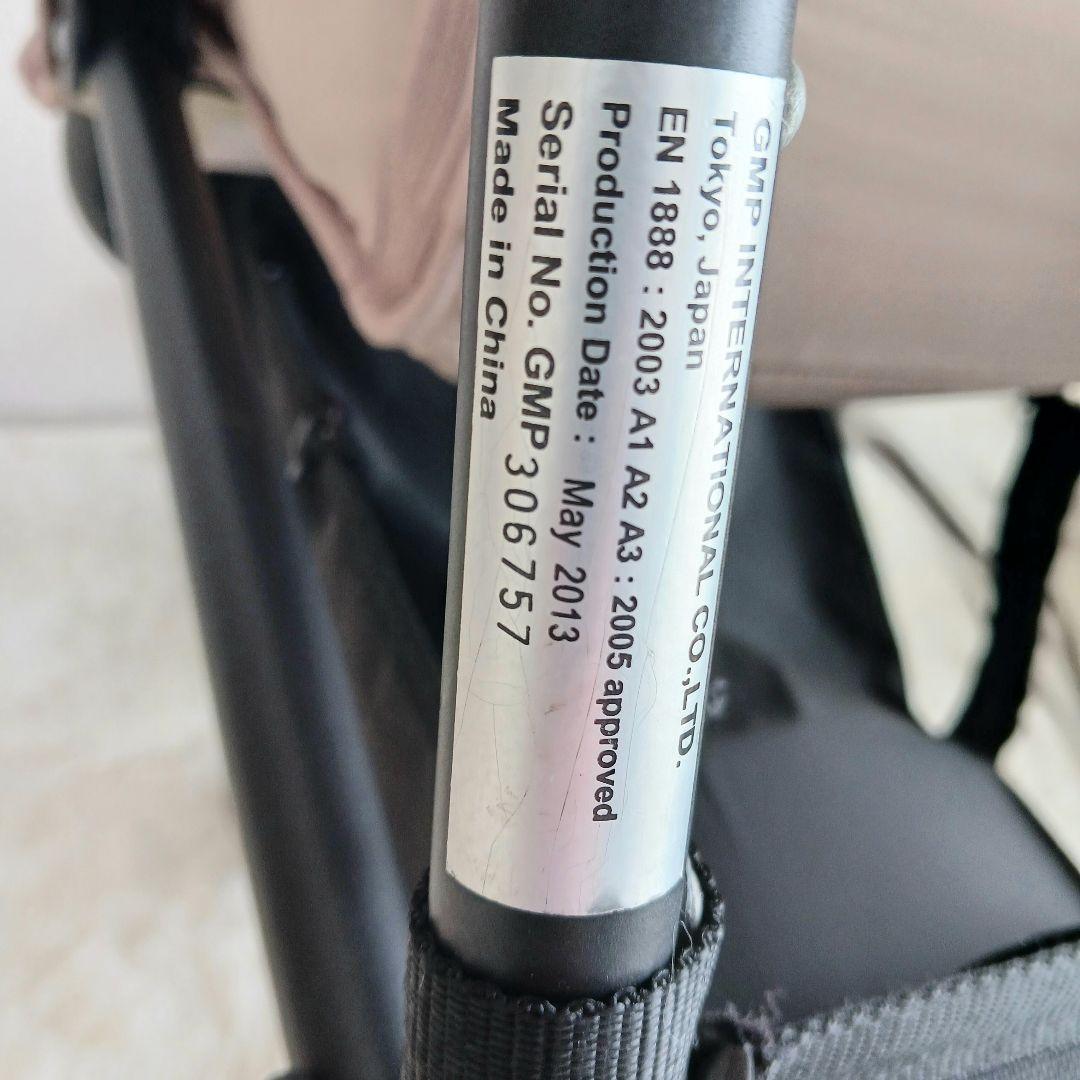 GMP INTERNATIONAL CO.,LTD.
Tokyo, Japan
EN 1888 : 2003 A1 A2 A3 : 2005 approved
Production Date : May 2013
Serial No. GMP 306757
Made in China